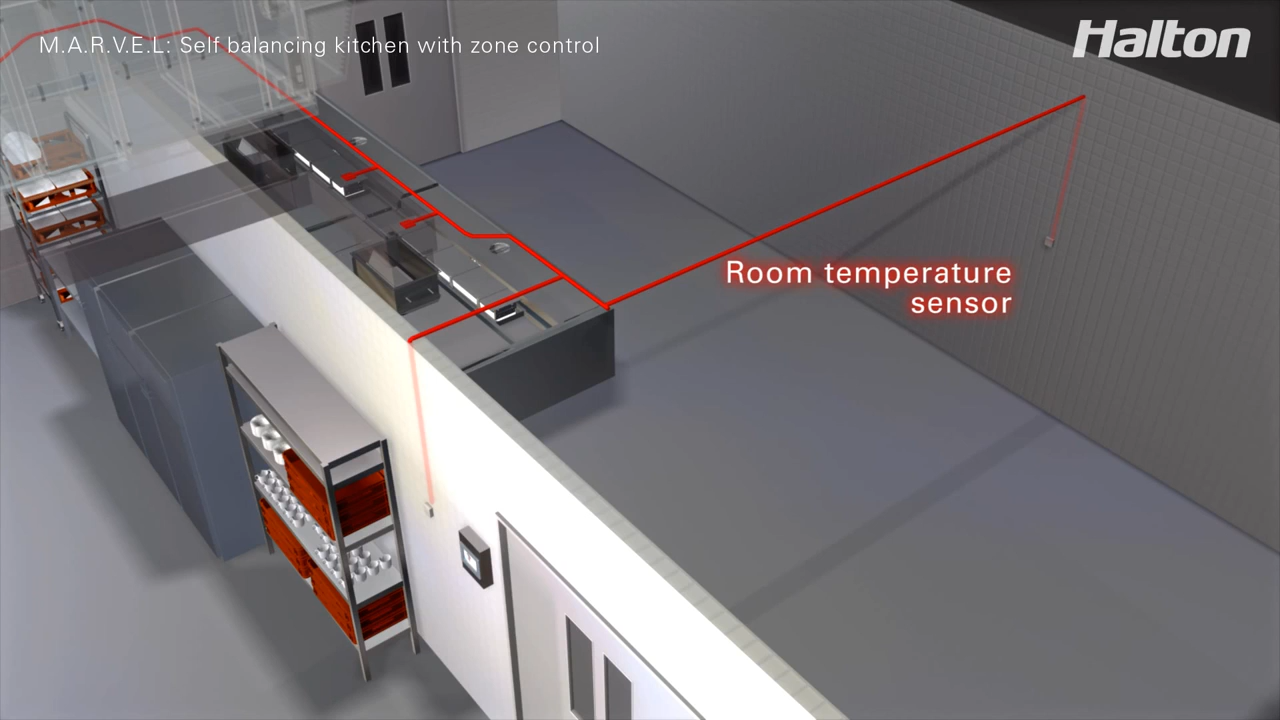 M.A.R.V.E.L: Self balancing kitchen with zone control
Halton
Room temperature
sensor